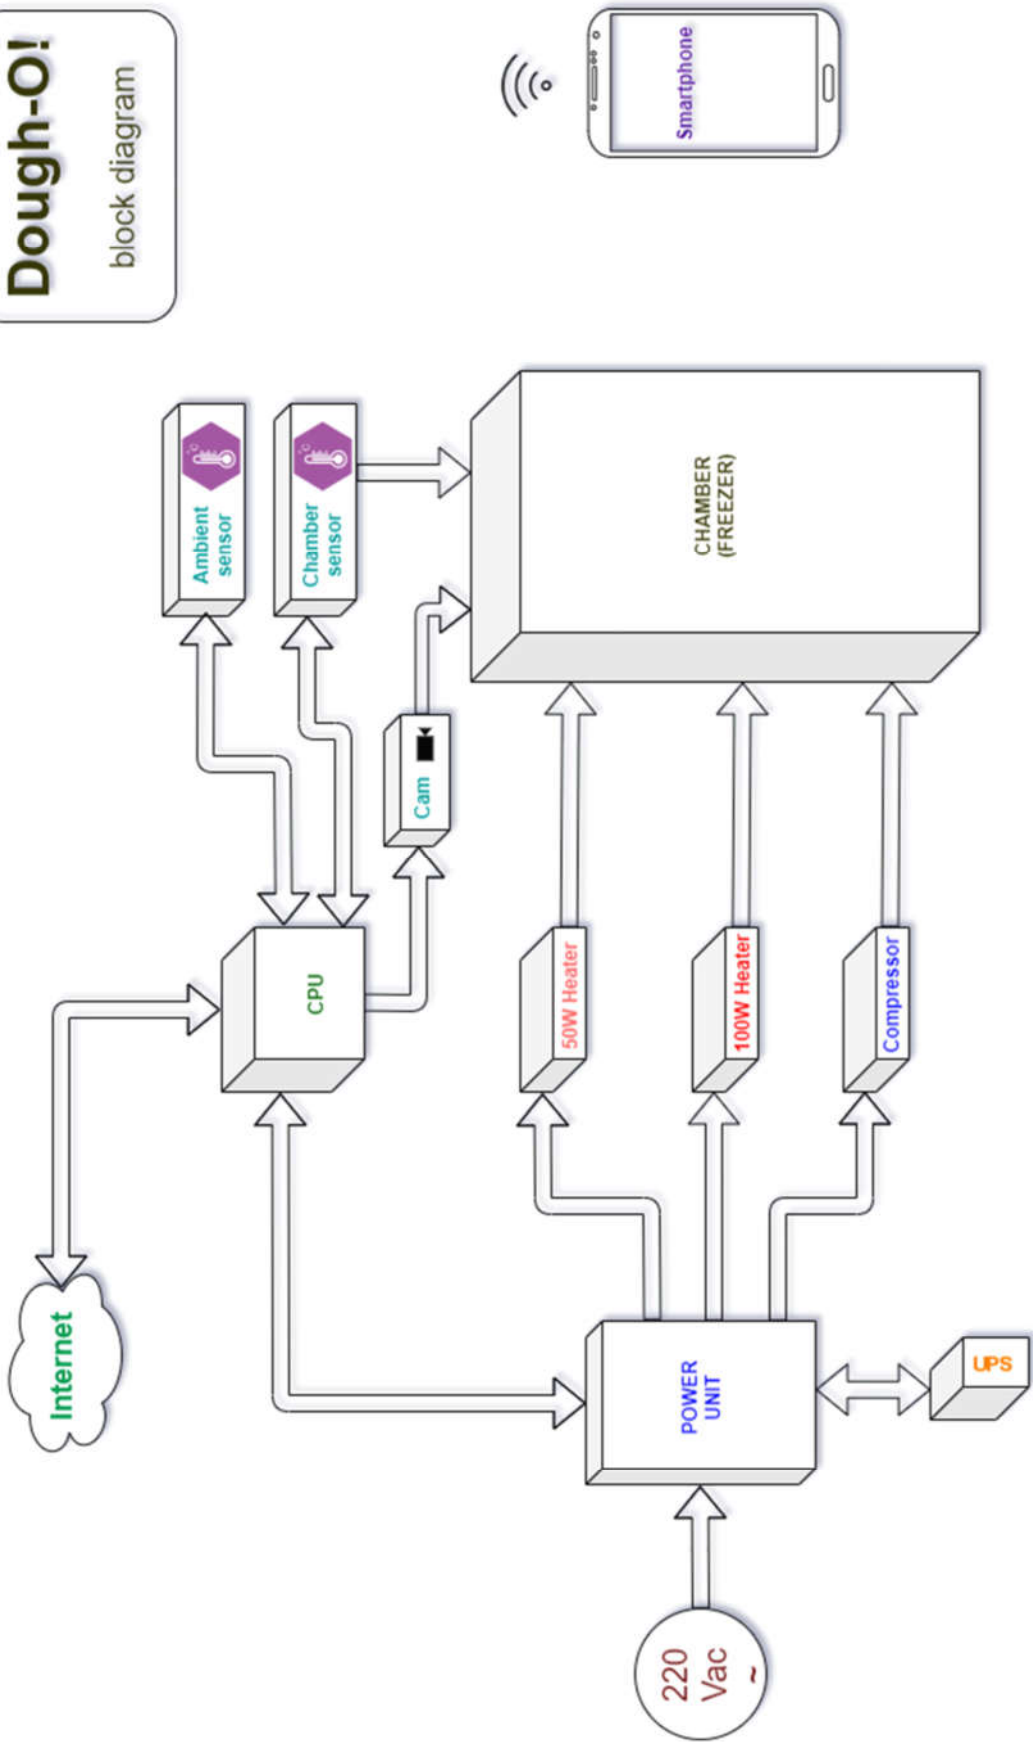 Dough-O!
block diagram
Internet
Ambient
sensor
°C
Chamber
sensor
°C
CPU
Cam
Smartphone
CHAMBER
(FREEZER)
50W Heater
100W Heater
Compressor
POWER
UNIT
220
Vac
~
UPS